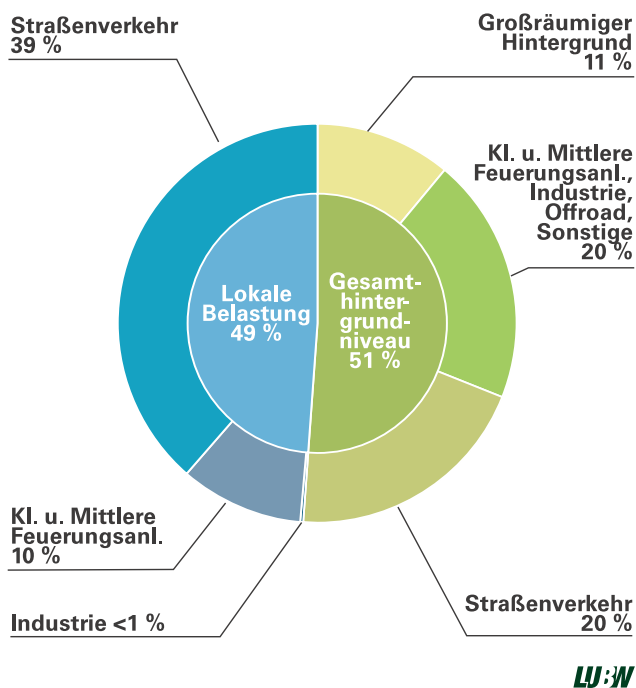 Straßenverkehr
39 %
Großräumiger
Hintergrund
11 %
Kl. u. Mittlere
Feuerungsanl.,
Industrie,
Offroad,
Sonstige
20 %
Lokale
Belastung
49 %
Gesamt-
hinter-
grund-
niveau
51 %
Kl. u. Mittlere
Feuerungsanl.
10 %
Industrie <1 %
Straßenverkehr
20 %
LUBW